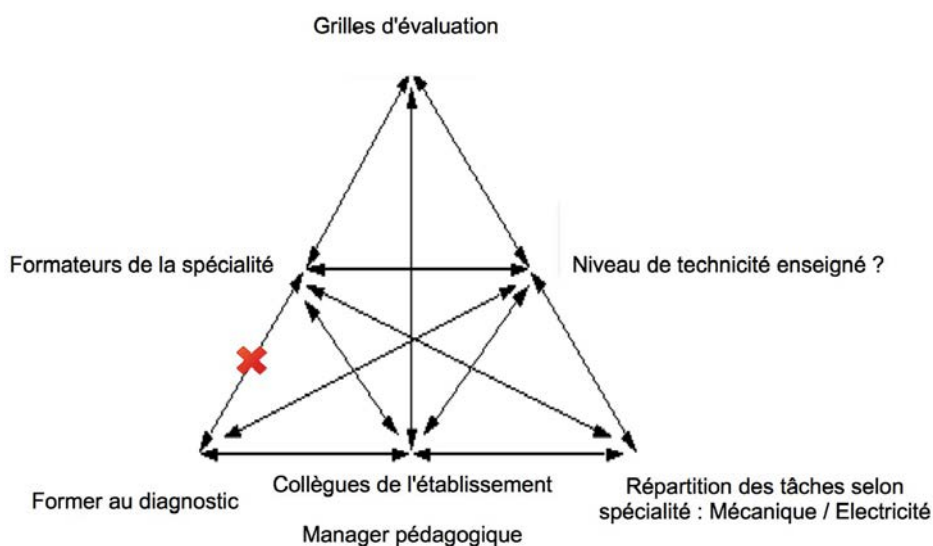 Grilles d'évaluation
Formateurs de la spécialité
Niveau de technicité enseigné ?
Former au diagnostic
Collègues de l'établissement
Manager pédagogique
Répartition des tâches selon
spécialité : Mécanique / Electricité